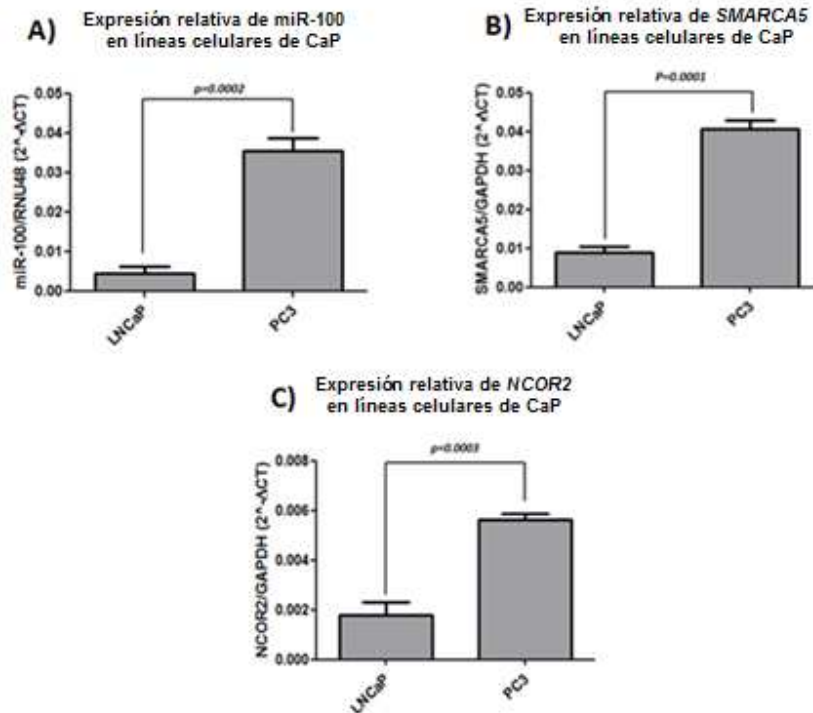 A)
Expresión relativa de miR-100
en líneas celulares de CaP
p=0.0002
miR-100/RNU48 (2^-ΔCT)
0.05
0.04
0.03
0.02
0.01
0.00
LNCaP
PC3
B)
Expresión relativa de SMARCA5
en líneas celulares de CaP
P=0.0001
SMARCA5/GAPDH (2^-ΔCT)
0.05
0.04
0.03
0.02
0.01
0.00
LNCaP
PC3
C)
Expresión relativa de NCOR2
en líneas celulares de CaP
p=0.0003
NCOR2/GAPDH (2^-ΔCT)
0.008
0.006
0.004
0.002
0.000
LNCaP
PC3